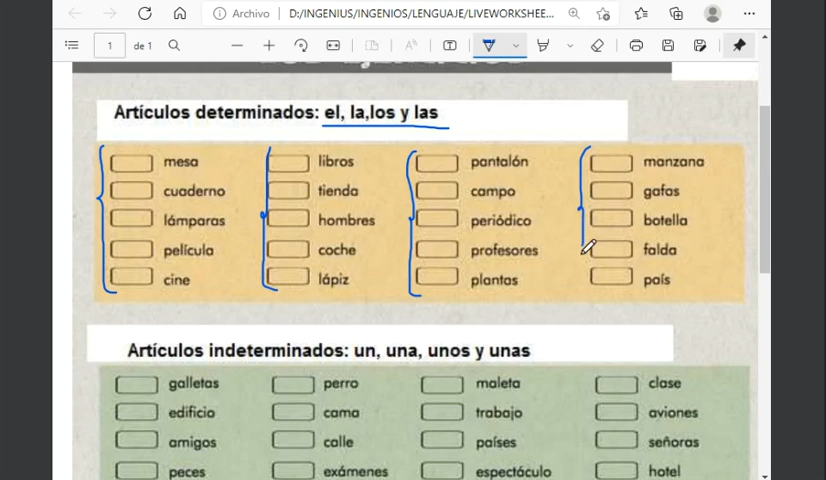 Archivo
D:/INGENIUS/INGENIOS/LENGUAJE/LIVEWORKSHEE...
1 de 1
Artículos determinados: el, la,los y las
mesa libros pantalón manzana
cuaderno tienda campo gafas
lámparas hombres periódico botella
película coche profesores falda
cine lápiz plantas país
Artículos indeterminados: un, una, unos y unas
galletas perro maleta clase
edificio cama trabajo aviones
amigos calle países señoras
peces exámenes espectáculo hotel